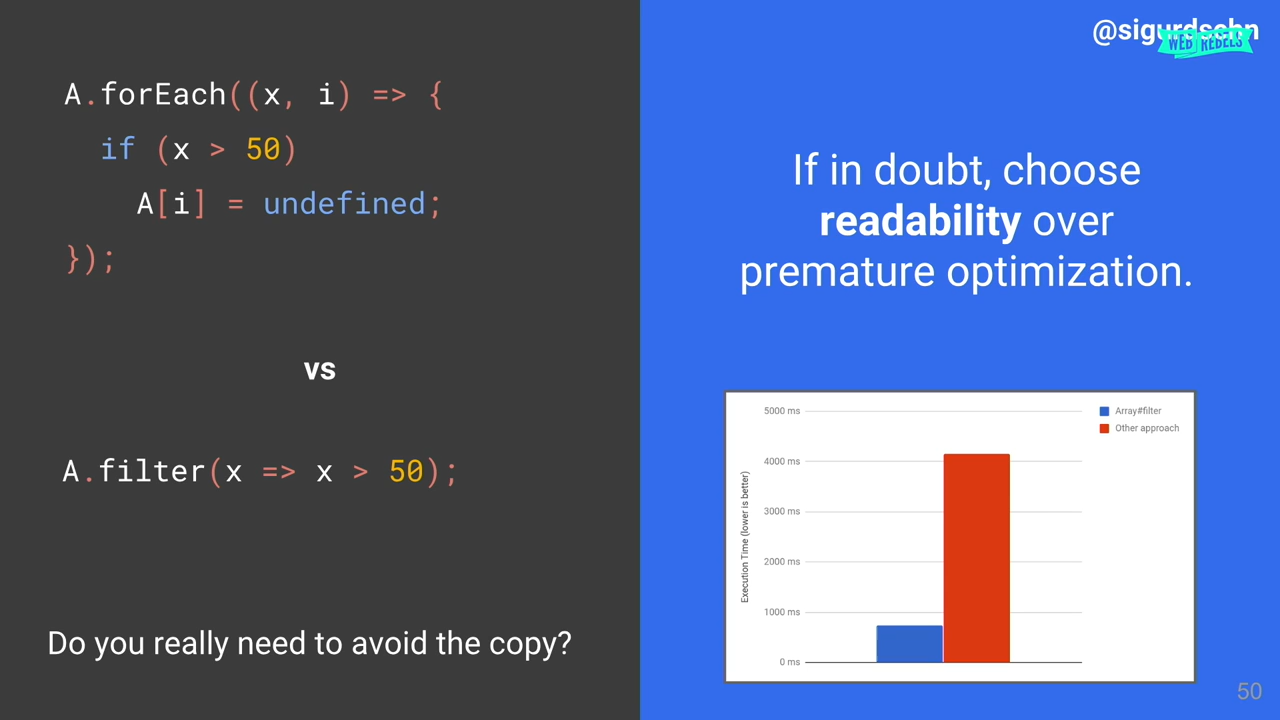 @sigurdschn
WEB REBELS
A.forEach((x, i) => {
if (x > 50)
A[i] = undefined;
});
vs
A.filter(x => x > 50);
Do you really need to avoid the copy?
If in doubt, choose
readability over
premature optimization.
Execution Time (lower is better)
5000 ms
4000 ms
3000 ms
2000 ms
1000 ms
0 ms
Array#filter
Other approach
50